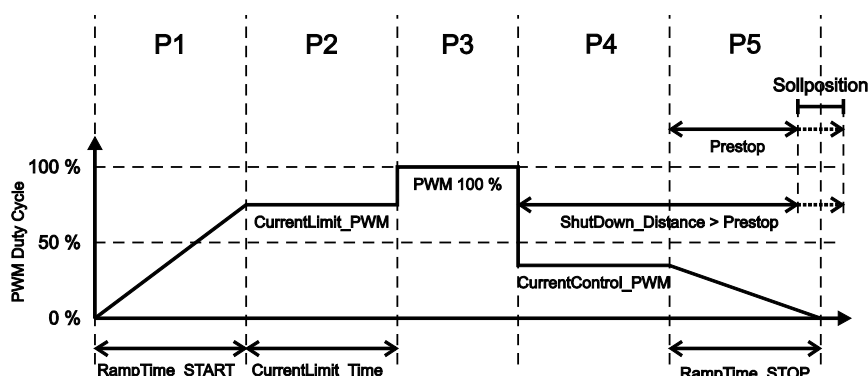 P1 P2 P3 P4 P5
Sollposition
Prestop
100 %
PWM 100 %
CurrentLimit_PWM
ShutDown_Distance > Prestop
50 %
CurrentControl_PWM
0 %
PWM Duty Cycle
RampTime_START
CurrentLimit_Time
RampTime_STOP